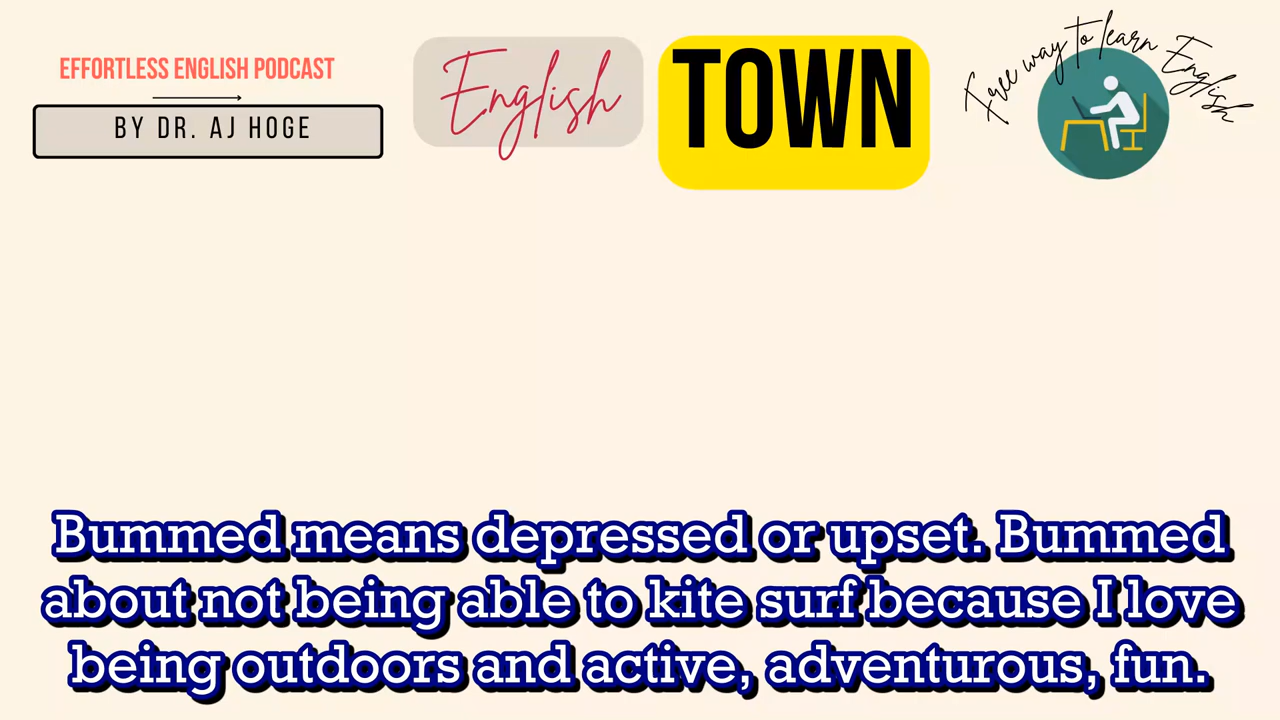 EFFORTLESS ENGLISH PODCAST
BY DR. AJ HOGE
English
TOWN
Free way to learn English
Bummed means depressed or upset. Bummed
about not being able to kite surf because I love
being outdoors and active, adventurous, fun.